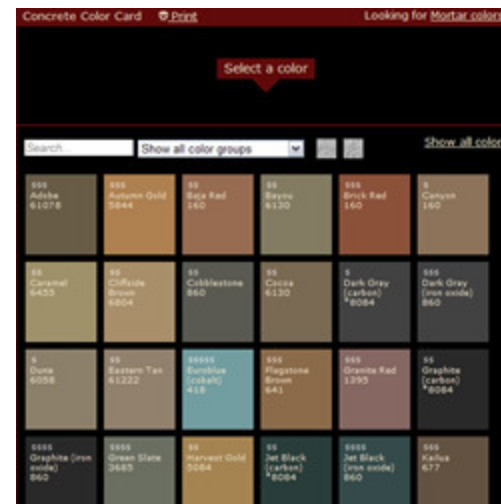 Concrete Color Card Print Looking for Mortar colors
Select a color
Search... Show all color groups Show all color
$$$ $$$ $$ $$ $$$ $
Adobe Autumn Gold Baja Red Bayou Brick Red Canyon
61078 5844 160 6130 160 160
$$ $$ $$ $$ $ $$$
Caramel Cliffside Cobblestone Cocoa Dark Gray Dark Gray
Brown (carbon) (iron oxide)
6455 6804 860 6130 *8084 860
$ $$ $$$$$ $$$ $$$ $$
Dune Eastern Tan Euroblue Flagstone Granite Red Graphite
(cobalt) Brown (carbon)
6058 61222 418 641 1395 *8084
$$$$ $$$$ $$ $$ $$$$ $$$
Graphite (iron Green Slate Harvest Gold Jet Black Jet Black Kailua
oxide) (carbon) (iron oxide)
860 3685 5084 *8084 860 677